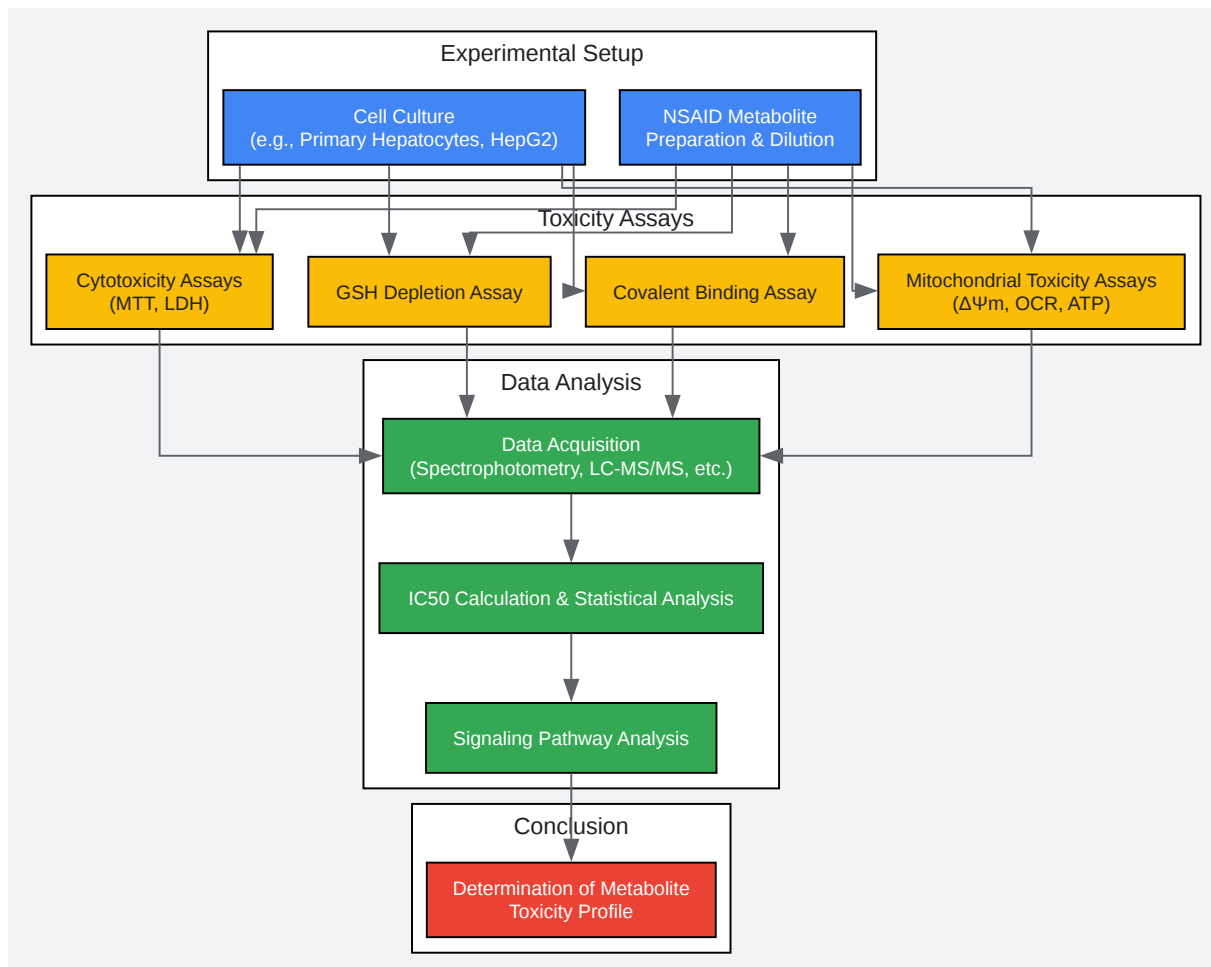 Experimental Setup
Cell Culture
(e.g., Primary Hepatocytes, HepG2)
NSAID Metabolite
Preparation & Dilution
Toxicity Assays
Cytotoxicity Assays
(MTT, LDH)
GSH Depletion Assay
Covalent Binding Assay
Mitochondrial Toxicity Assays
(ΔΨm, OCR, ATP)
Data Analysis
Data Acquisition
(Spectrophotometry, LC-MS/MS, etc.)
IC50 Calculation & Statistical Analysis
Signaling Pathway Analysis
Conclusion
Determination of Metabolite
Toxicity Profile